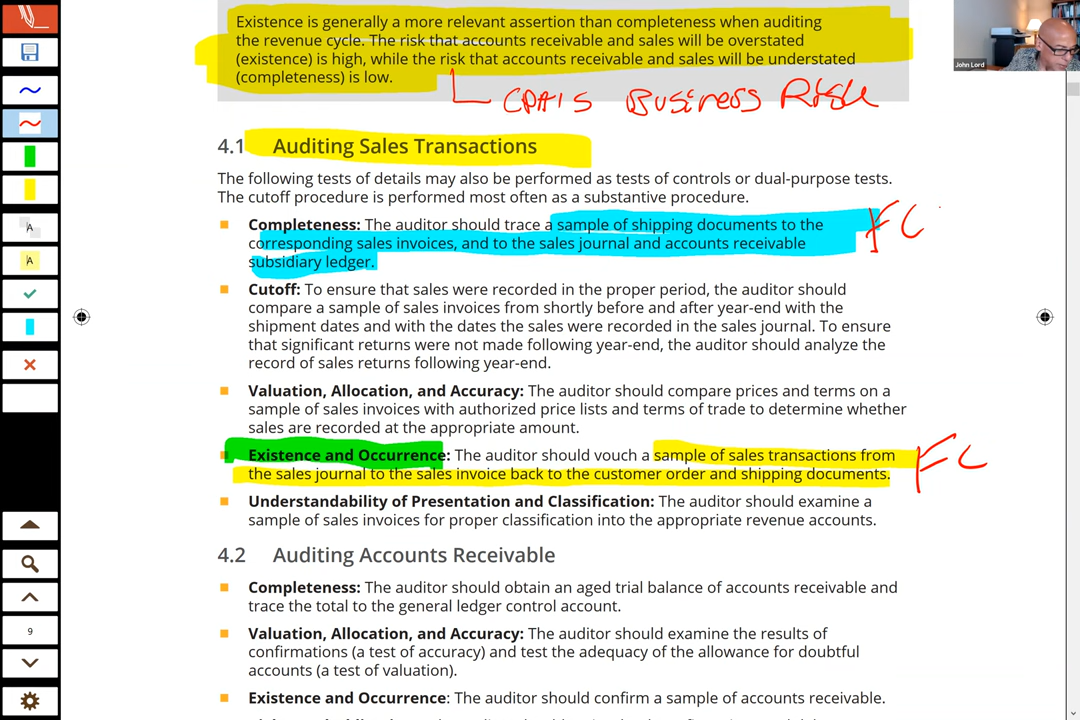 Existence is generally a more relevant assertion than completeness when auditing
the revenue cycle. The risk that accounts receivable and sales will be overstated
(existence) is high, while the risk that accounts receivable and sales will be understated
(completeness) is low.
CPA's Business Risk
John Lord
4.1 Auditing Sales Transactions
The following tests of details may also be performed as tests of controls or dual-purpose tests.
The cutoff procedure is performed most often as a substantive procedure.
Completeness: The auditor should trace a sample of shipping documents to the
corresponding sales invoices, and to the sales journal and accounts receivable
subsidiary ledger.
FC
Cutoff: To ensure that sales were recorded in the proper period, the auditor should
compare a sample of sales invoices from shortly before and after year-end with the
shipment dates and with the dates the sales were recorded in the sales journal. To ensure
that significant returns were not made following year-end, the auditor should analyze the
record of sales returns following year-end.
Valuation, Allocation, and Accuracy: The auditor should compare prices and terms on a
sample of sales invoices with authorized price lists and terms of trade to determine whether
sales are recorded at the appropriate amount.
Existence and Occurrence: The auditor should vouch a sample of sales transactions from
the sales journal to the sales invoice back to the customer order and shipping documents.
FC
Understandability of Presentation and Classification: The auditor should examine a
sample of sales invoices for proper classification into the appropriate revenue accounts.
4.2 Auditing Accounts Receivable
Completeness: The auditor should obtain an aged trial balance of accounts receivable and
trace the total to the general ledger control account.
Valuation, Allocation, and Accuracy: The auditor should examine the results of
confirmations (a test of accuracy) and test the adequacy of the allowance for doubtful
accounts (a test of valuation).
Existence and Occurrence: The auditor should confirm a sample of accounts receivable.
A
A
9